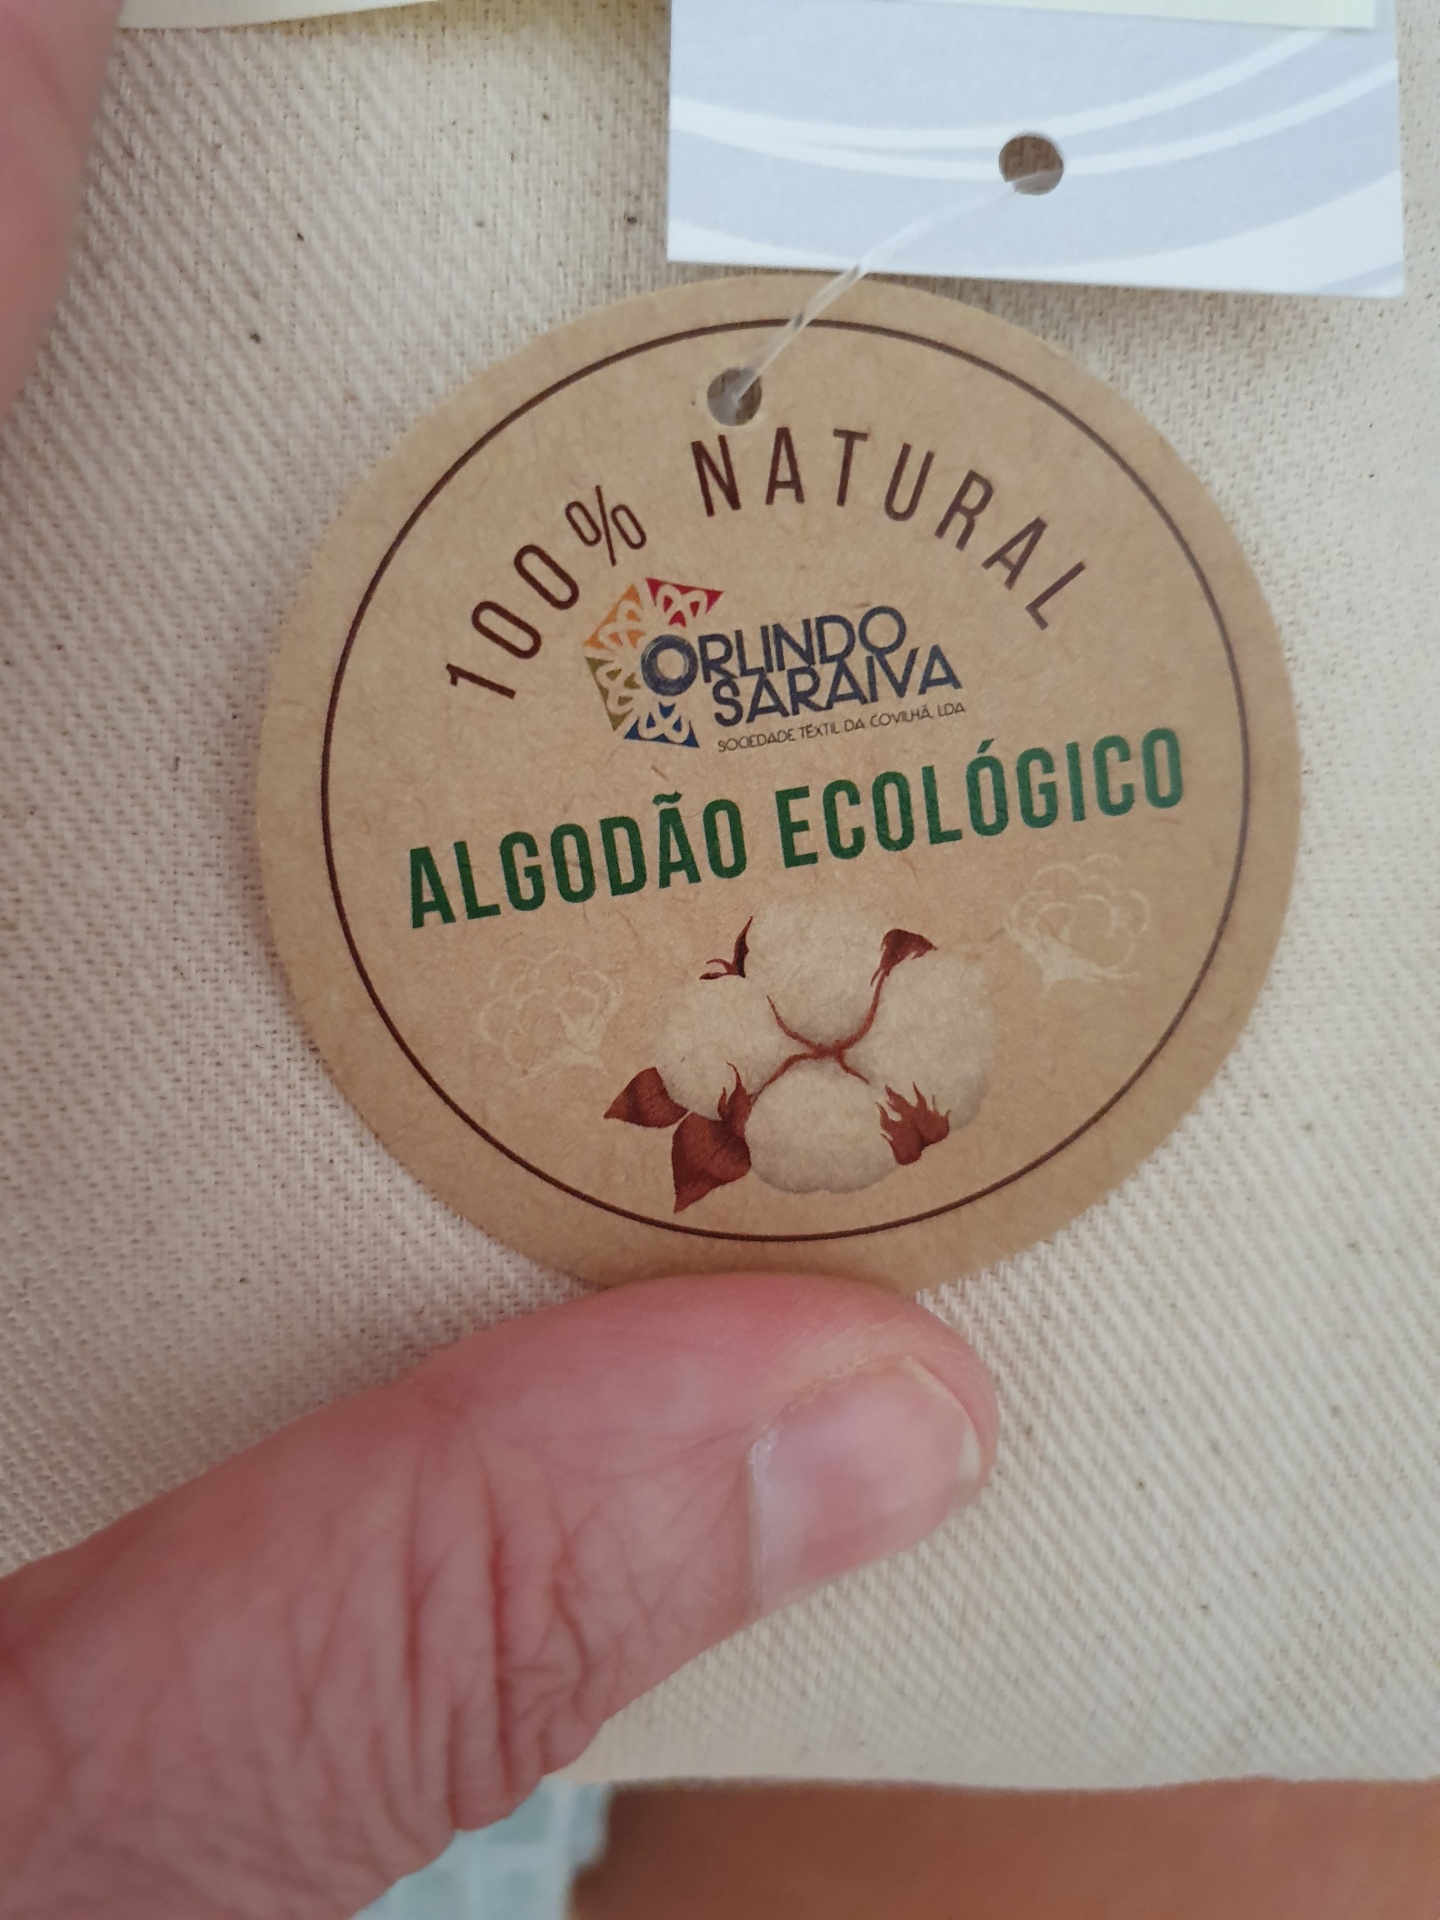 100% NATURAL
ORLINDO
SARAIVA
SOCIEDADE TÊXTIL DA COVILHÃ, LDA
ALGODÃO ECOLÓGICO